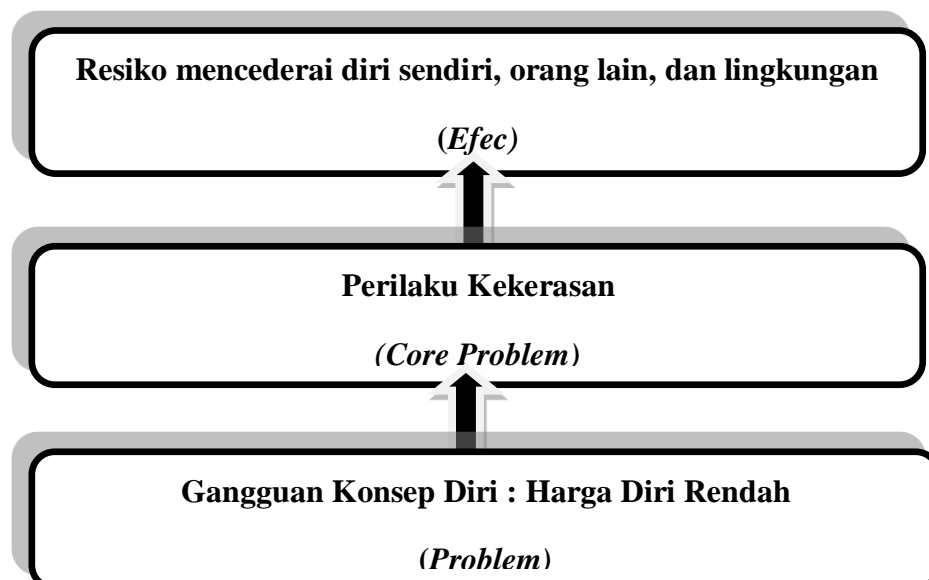 Resiko mencederai diri sendiri, orang lain, dan lingkungan
(Efec)
Perilaku Kekerasan
(Core Problem)
Gangguan Konsep Diri : Harga Diri Rendah
(Problem)